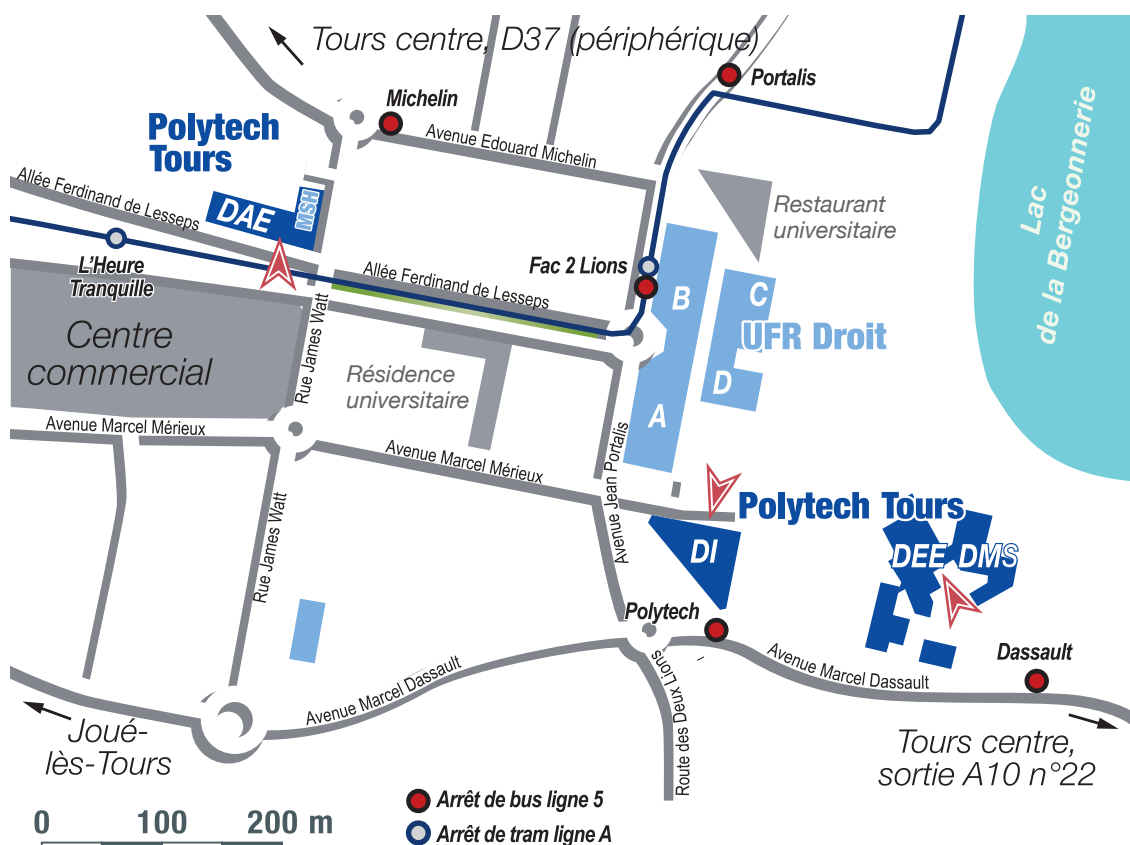 Tours centre, D37 (périphérique)
Portalis
Michelin
Polytech
Tours
Avenue Edouard Michelin
Lac
de la Bergeonnerie
Allée Ferdinand de Lesseps
DAE
MSH
Restaurant
universitaire
L'Heure
Tranquille
Allée Ferdinand de Lesseps
Fac 2 Lions
B
C
UFR Droit
Centre
commercial
Rue James Watt
Résidence
universitaire
D
A
Avenue Marcel Mérieux
Avenue Marcel Mérieux
Avenue Jean Portalis
Polytech Tours
Rue James Watt
DI
DEE
DMS
Polytech
Dassault
Avenue Marcel Dassault
Avenue Marcel Dassault
Route des Deux Lions
Joué-
lès-Tours
Tours centre,
sortie A10 n°22
0 100 200 m
Arrêt de bus ligne 5
Arrêt de tram ligne A